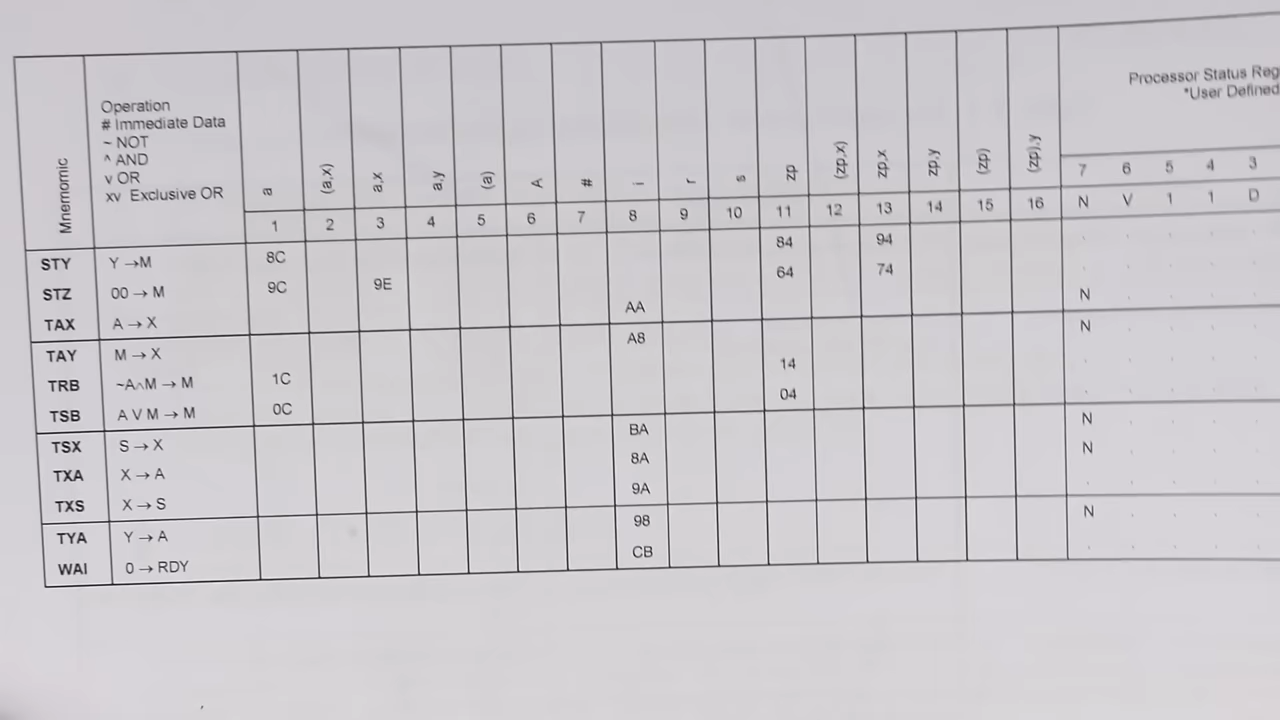 Processor Status Reg
*User Defined
Mnemonic
Operation
# Immediate Data
~ NOT
^ AND
v OR
xv Exclusive OR
a (a,x) a,x a,y (a) A # i r s zp (zp,x) zp,x zp,y (zp) (zp),y 7 6 5 4 3
1 2 3 4 5 6 7 8 9 10 11 12 13 14 15 16 N V 1 1 D
STY Y → M 8C 84 94 . . . . .
STZ 00 → M 9C 9E 64 74 . . . . .
TAX A → X AA N . . . .
TAY M → X A8 N . . . .
TRB ~A∧M → M 1C 14 . . . . .
TSB A V M → M 0C 04 . . . . .
TSX S → X BA N . . . .
TXA X → A 8A N . . . .
TXS X → S 9A . . . . .
TYA Y → A 98 N . . . .
WAI 0 → RDY CB . . . . .